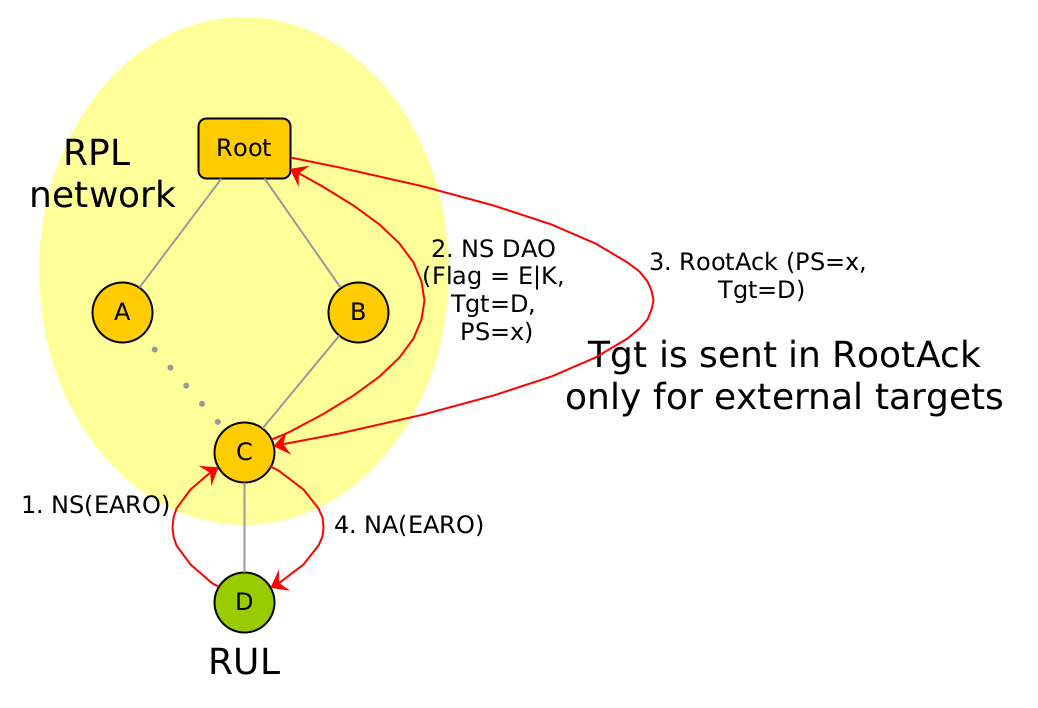 Root
RPL
network
2. NS DAO
(Flag = E|K,
Tgt=D,
PS=x)
3. RootAck (PS=x,
Tgt=D)
A
B
Tgt is sent in RootAck
only for external targets
C
1. NS(EARO)
4. NA(EARO)
D
RUL